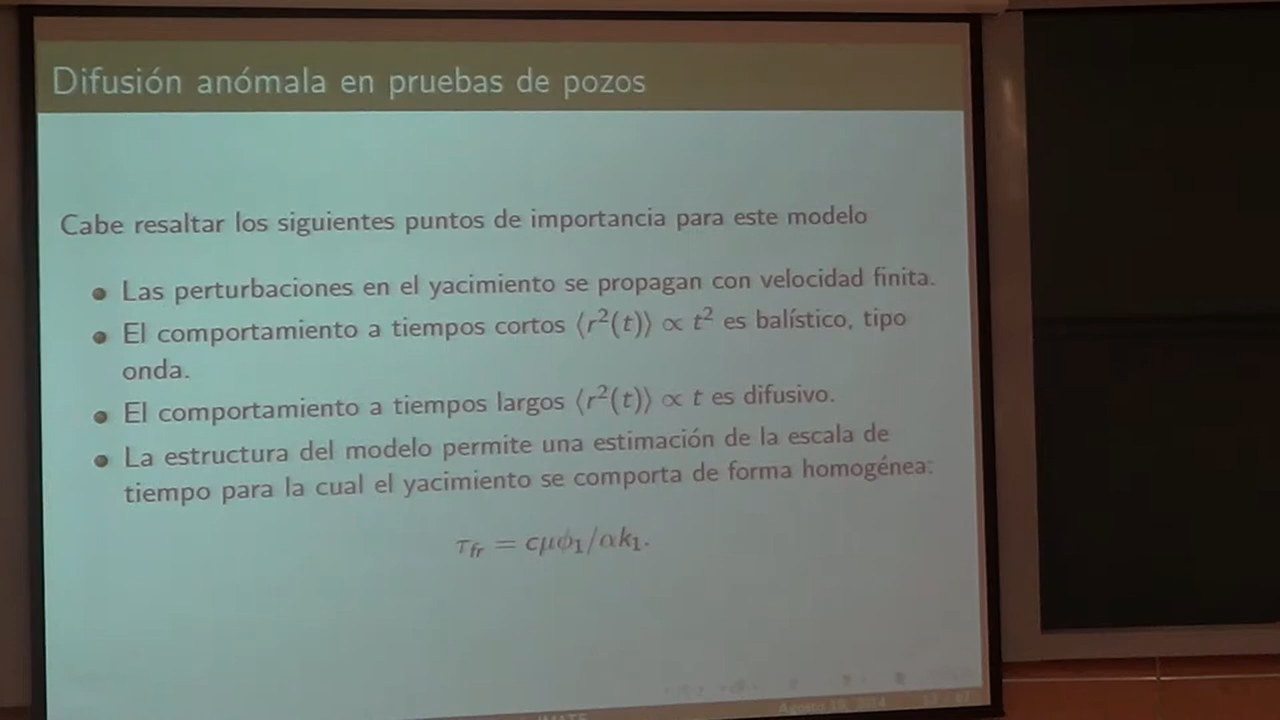 Difusión anómala en pruebas de pozos
Cabe resaltar los siguientes puntos de importancia para este modelo
Las perturbaciones en el yacimiento se propagan con velocidad finita.
El comportamiento a tiempos cortos ⟨r²(t)⟩ ∝ t² es balístico, tipo
onda.
El comportamiento a tiempos largos ⟨r²(t)⟩ ∝ t es difusivo.
La estructura del modelo permite una estimación de la escala de
tiempo para la cual el yacimiento se comporta de forma homogénea:
τ_fr = cμϕ₁/αk₁.